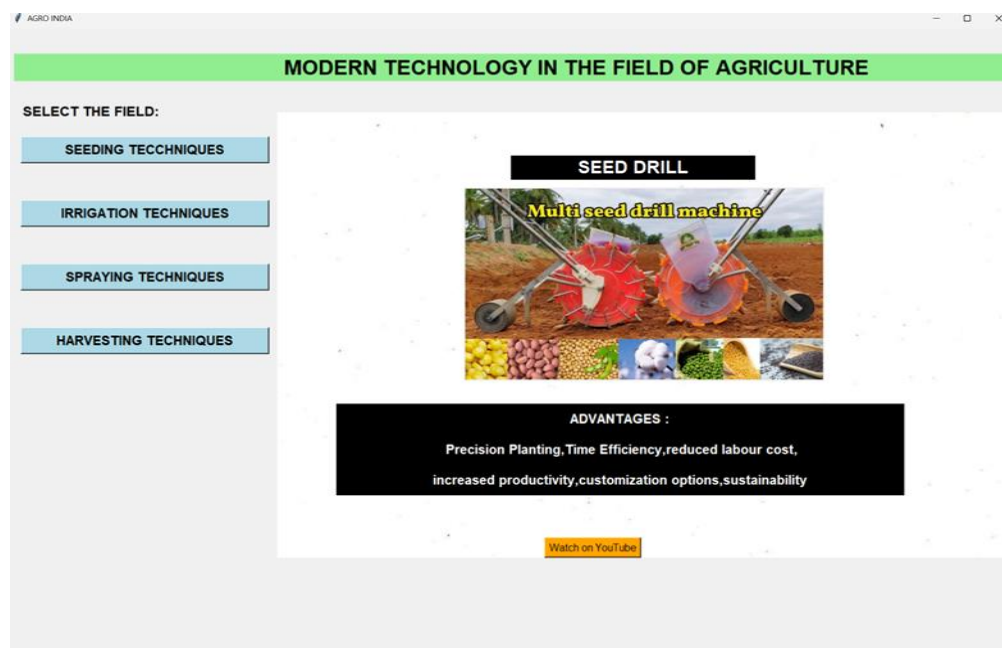 AGRO INDIA
MODERN TECHNOLOGY IN THE FIELD OF AGRICULTURE
SELECT THE FIELD:
SEEDING TECCHNIQUES
IRRIGATION TECHNIQUES
SPRAYING TECHNIQUES
HARVESTING TECHNIQUES
SEED DRILL
Multi seed drill machine
ADVANTAGES :
Precision Planting,Time Efficiency,reduced labour cost,
increased productivity,customization options,sustainability
Watch on YouTube